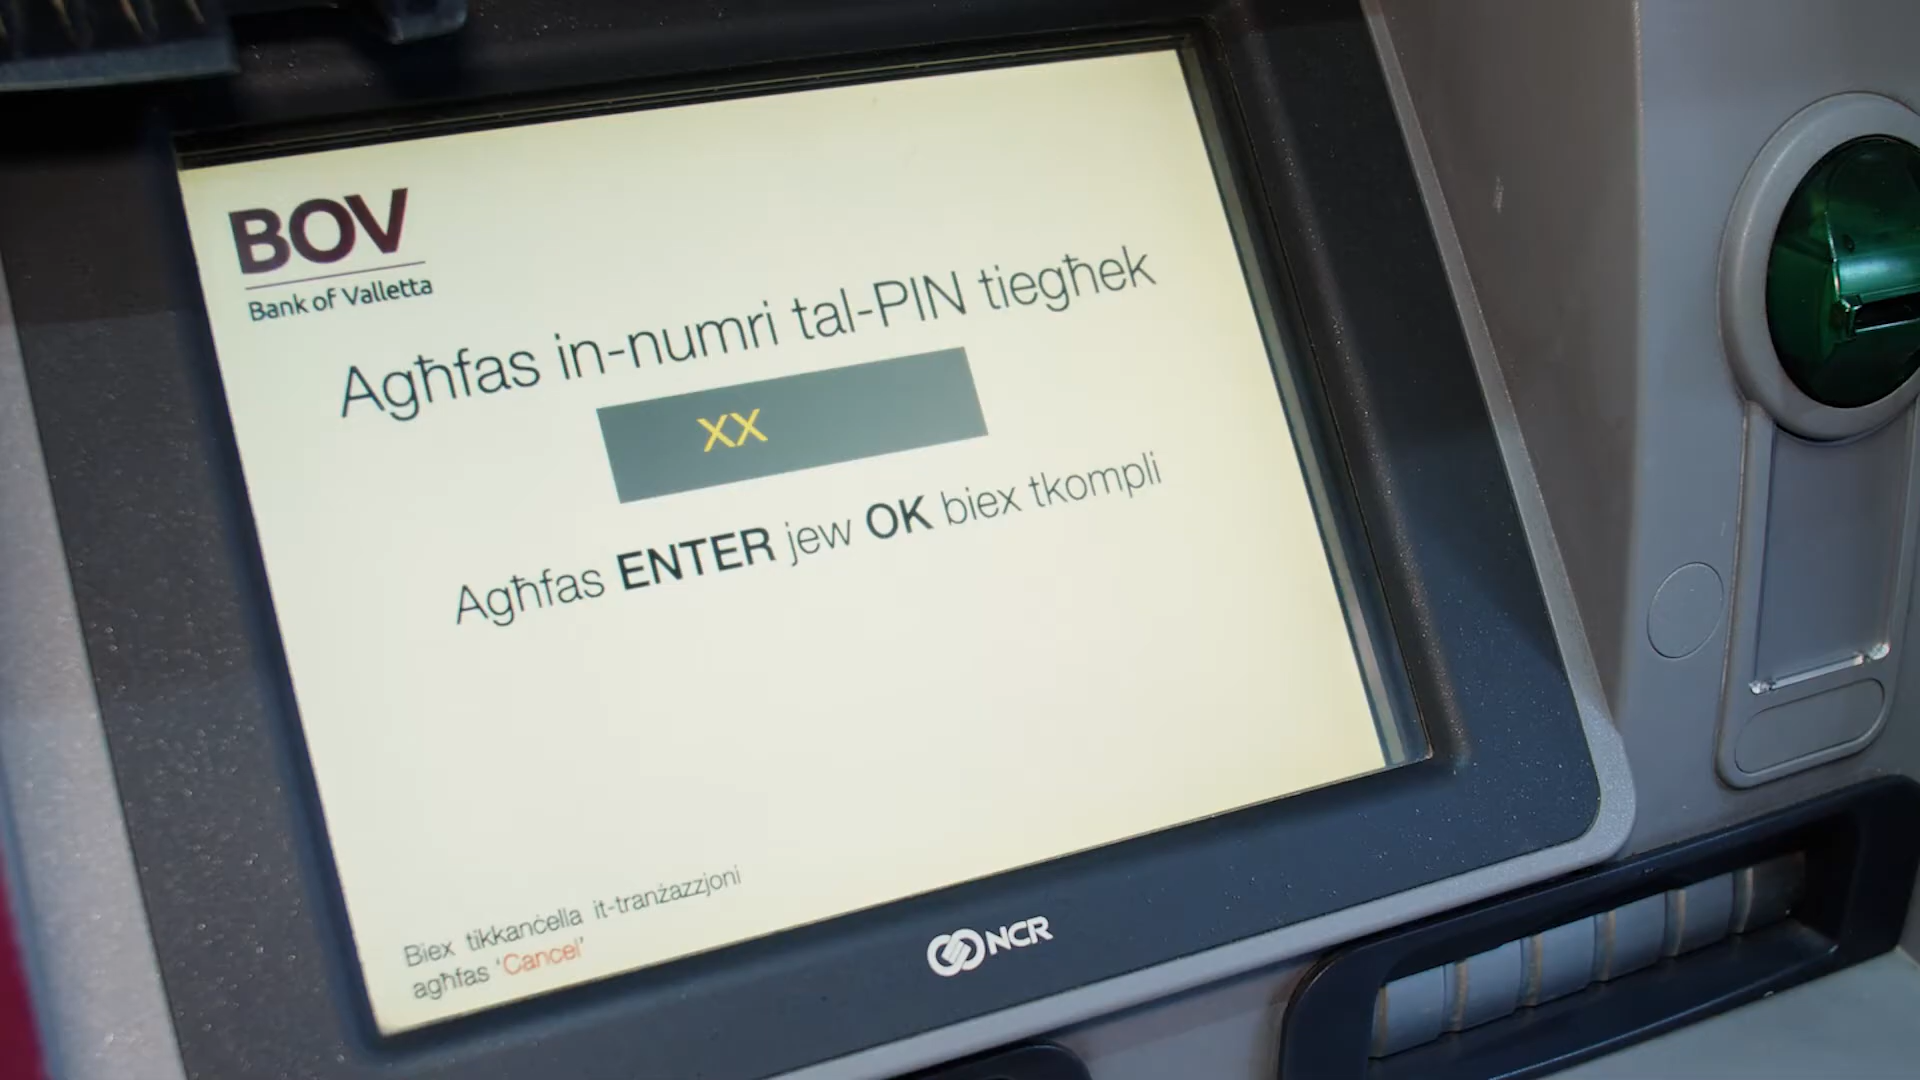 BOV
Bank of Valletta
Agħfas in-numri tal-PIN tiegħek
XX
Agħfas ENTER jew OK biex tkompli
Biex tikkanċella it-tranżazzjoni
agħfas 'Cancel'
NCR